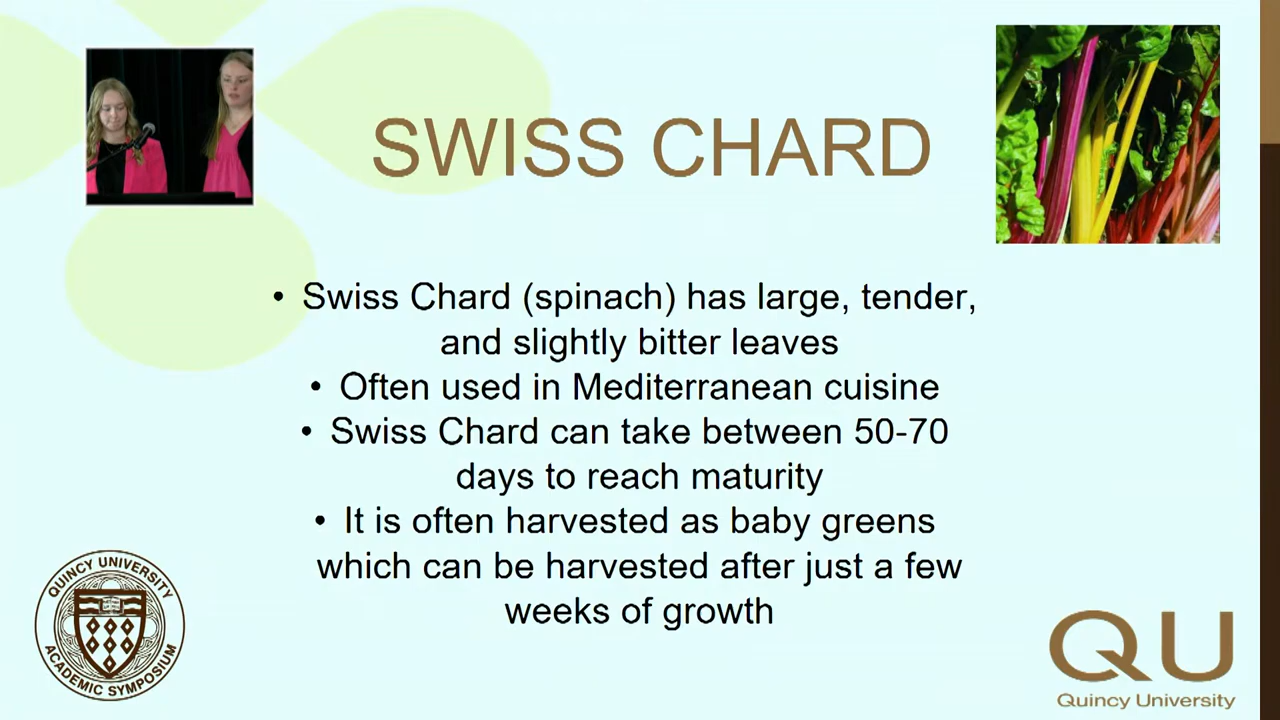 SWISS CHARD
• Swiss Chard (spinach) has large, tender,
and slightly bitter leaves
• Often used in Mediterranean cuisine
• Swiss Chard can take between 50-70
days to reach maturity
• It is often harvested as baby greens
which can be harvested after just a few
weeks of growth
QUINCY UNIVERSITY
ACADEMIC SYMPOSIUM
QU
Quincy University